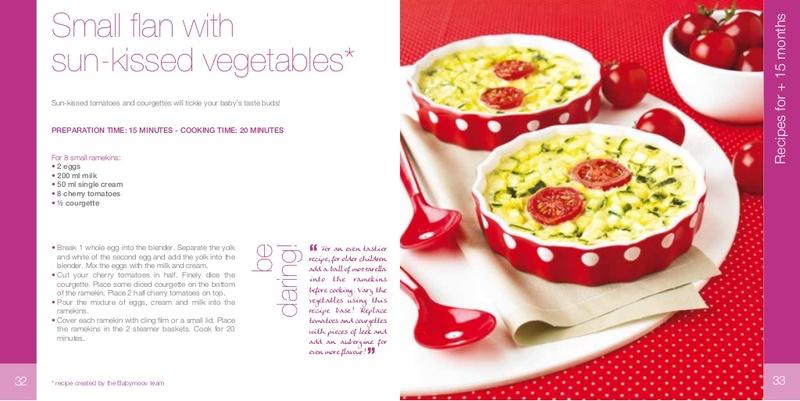 Small flan with
sun-kissed vegetables*
Sun-kissed tomatoes and courgettes will tickle your baby's taste buds!
PREPARATION TIME: 15 MINUTES - COOKING TIME: 20 MINUTES
For 8 small ramekins:
• 2 eggs
• 200 ml milk
• 50 ml single cream
• 8 cherry tomatoes
• ½ courgette
• Break 1 whole egg into the blender. Separate the yolk
and white of the second egg and add the yolk into the
blender. Mix the eggs with the milk and cream.
• Cut your cherry tomatoes in half. Finely dice the
courgette. Place some diced courgette on the bottom
of the ramekin. Place 2 half cherry tomatoes on top.
• Pour the mixture of eggs, cream and milk into the
ramekins.
• Cover each ramekin with cling film or a small lid. Place
the ramekins in the 2 steamer baskets. Cook for 20
minutes.
be
daring!
“ For an even tastier
recipe, for older children
add a ball of mozzarella
into the ramekins
before cooking. Vary the
vegetables using this
recipe base! Replace
tomatoes and courgettes
with pieces of leek and
add an aubergine for
even more flavour! ”
* recipe created by the Babymoov team
32
Recipes for + 15 months
33